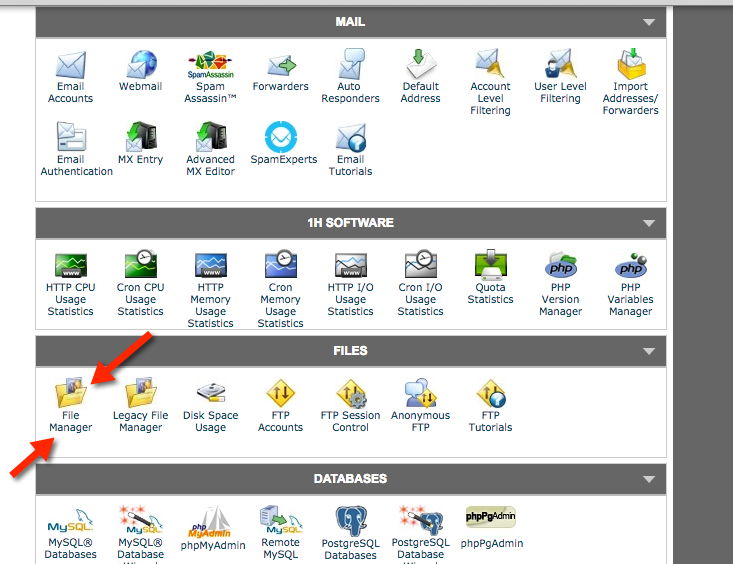 MAIL
Email Accounts
Webmail
SpamAssassin
Spam Assassin™
Forwarders
Auto Responders
Default Address
Account Level Filtering
User Level Filtering
Import Addresses/ Forwarders
Email Authentication
MX Entry
Advanced MX Editor
SpamExperts
Email Tutorials
1H SOFTWARE
www
HTTP CPU Usage Statistics
Cron CPU Usage Statistics
www
HTTP Memory Usage Statistics
Cron Memory Usage Statistics
www
HTTP I/O Usage Statistics
Cron I/O Usage Statistics
Quota Statistics
php
PHP Version Manager
php
PHP Variables Manager
FILES
File Manager
Legacy File Manager
Disk Space Usage
FTP Accounts
FTP Session Control
Anonymous FTP
FTP Tutorials
DATABASES
MySQL
MySQL® Databases
MySQL
MySQL® Database
php MyAdmin
phpMyAdmin
MySQL
Remote MySQL
PostgreSQL Databases
PostgreSQL Database
phpPgAdmin
phpPgAdmin